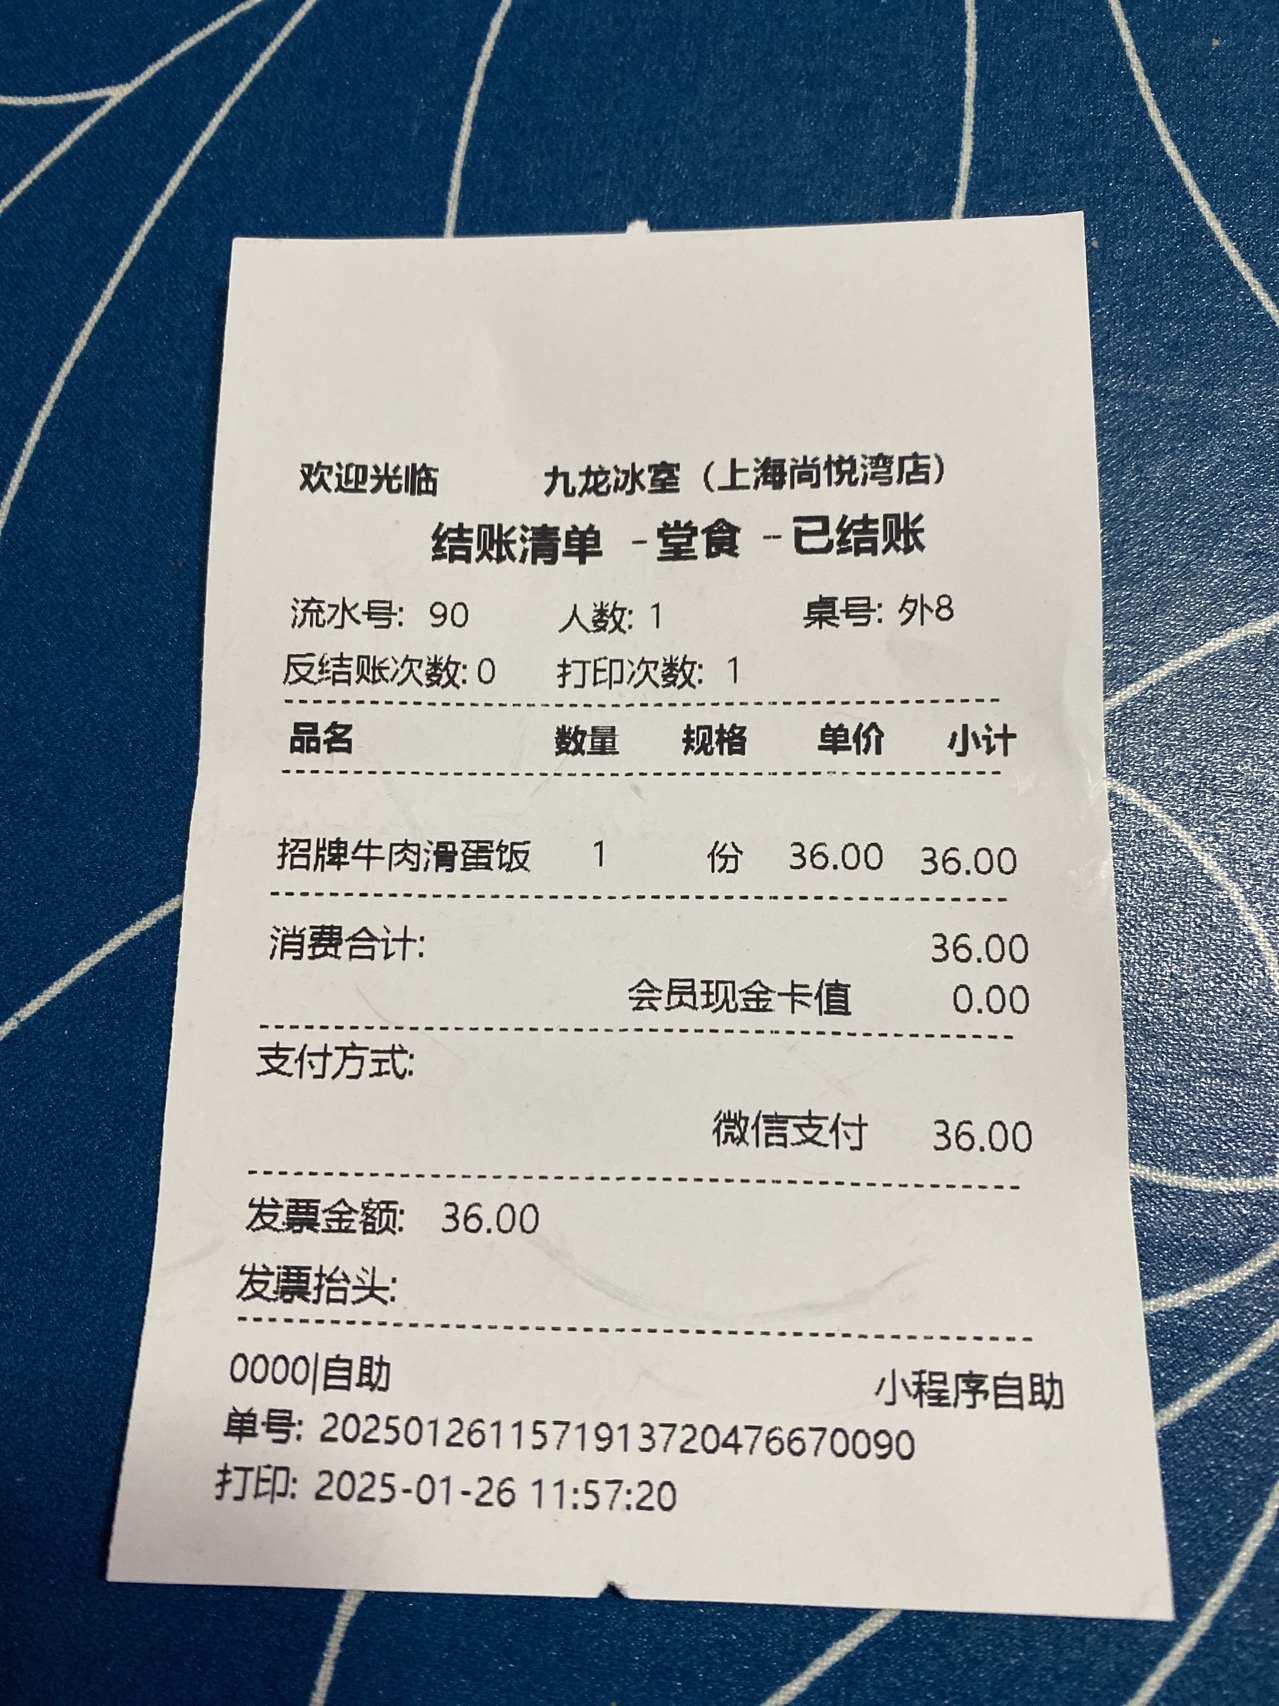 欢迎光临 九龙冰室（上海尚悦湾店）
结账清单 -堂食 --已结账
流水号: 90 人数: 1 桌号: 外8
反结账次数: 0 打印次数: 1
品名 数量 规格 单价 小计
招牌牛肉滑蛋饭 1 份 36.00 36.00
消费合计: 36.00
会员现金卡值 0.00
支付方式:
微信支付 36.00
发票金额: 36.00
发票抬头:
0000|自助 小程序自助
单号: 202501261157191372047667​0090
打印: 2025-01-26 11:57:20